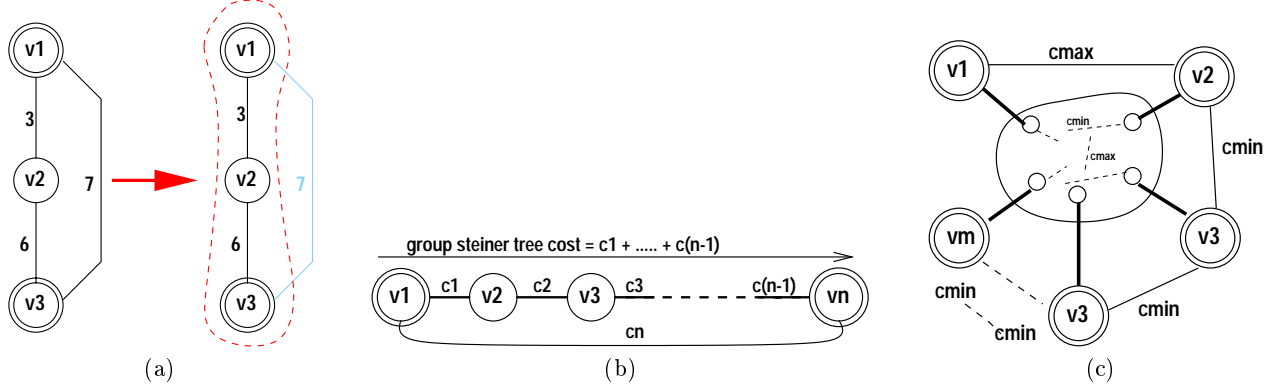 v1
3
v2
7
6
v3
v1
3
v2
7
6
v3
(a)
group steiner tree cost = c1 + ..... + c(n-1)
v1 c1 v2 c2 v3 c3 c(n-1) vn
cn
(b)
cmax
v1
v2
cmin
cmax
cmin
vm
v3
v3
cmin
cmin
cmin
(c)